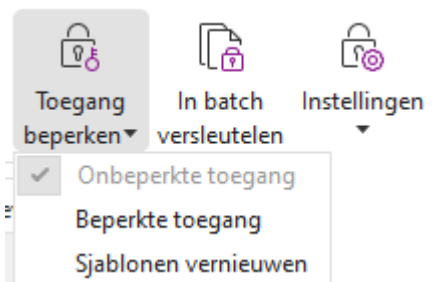 Toegang beperken
In batch versleutelen
Instellingen
Onbeperkte toegang
Beperkte toegang
Sjablonen vernieuwen